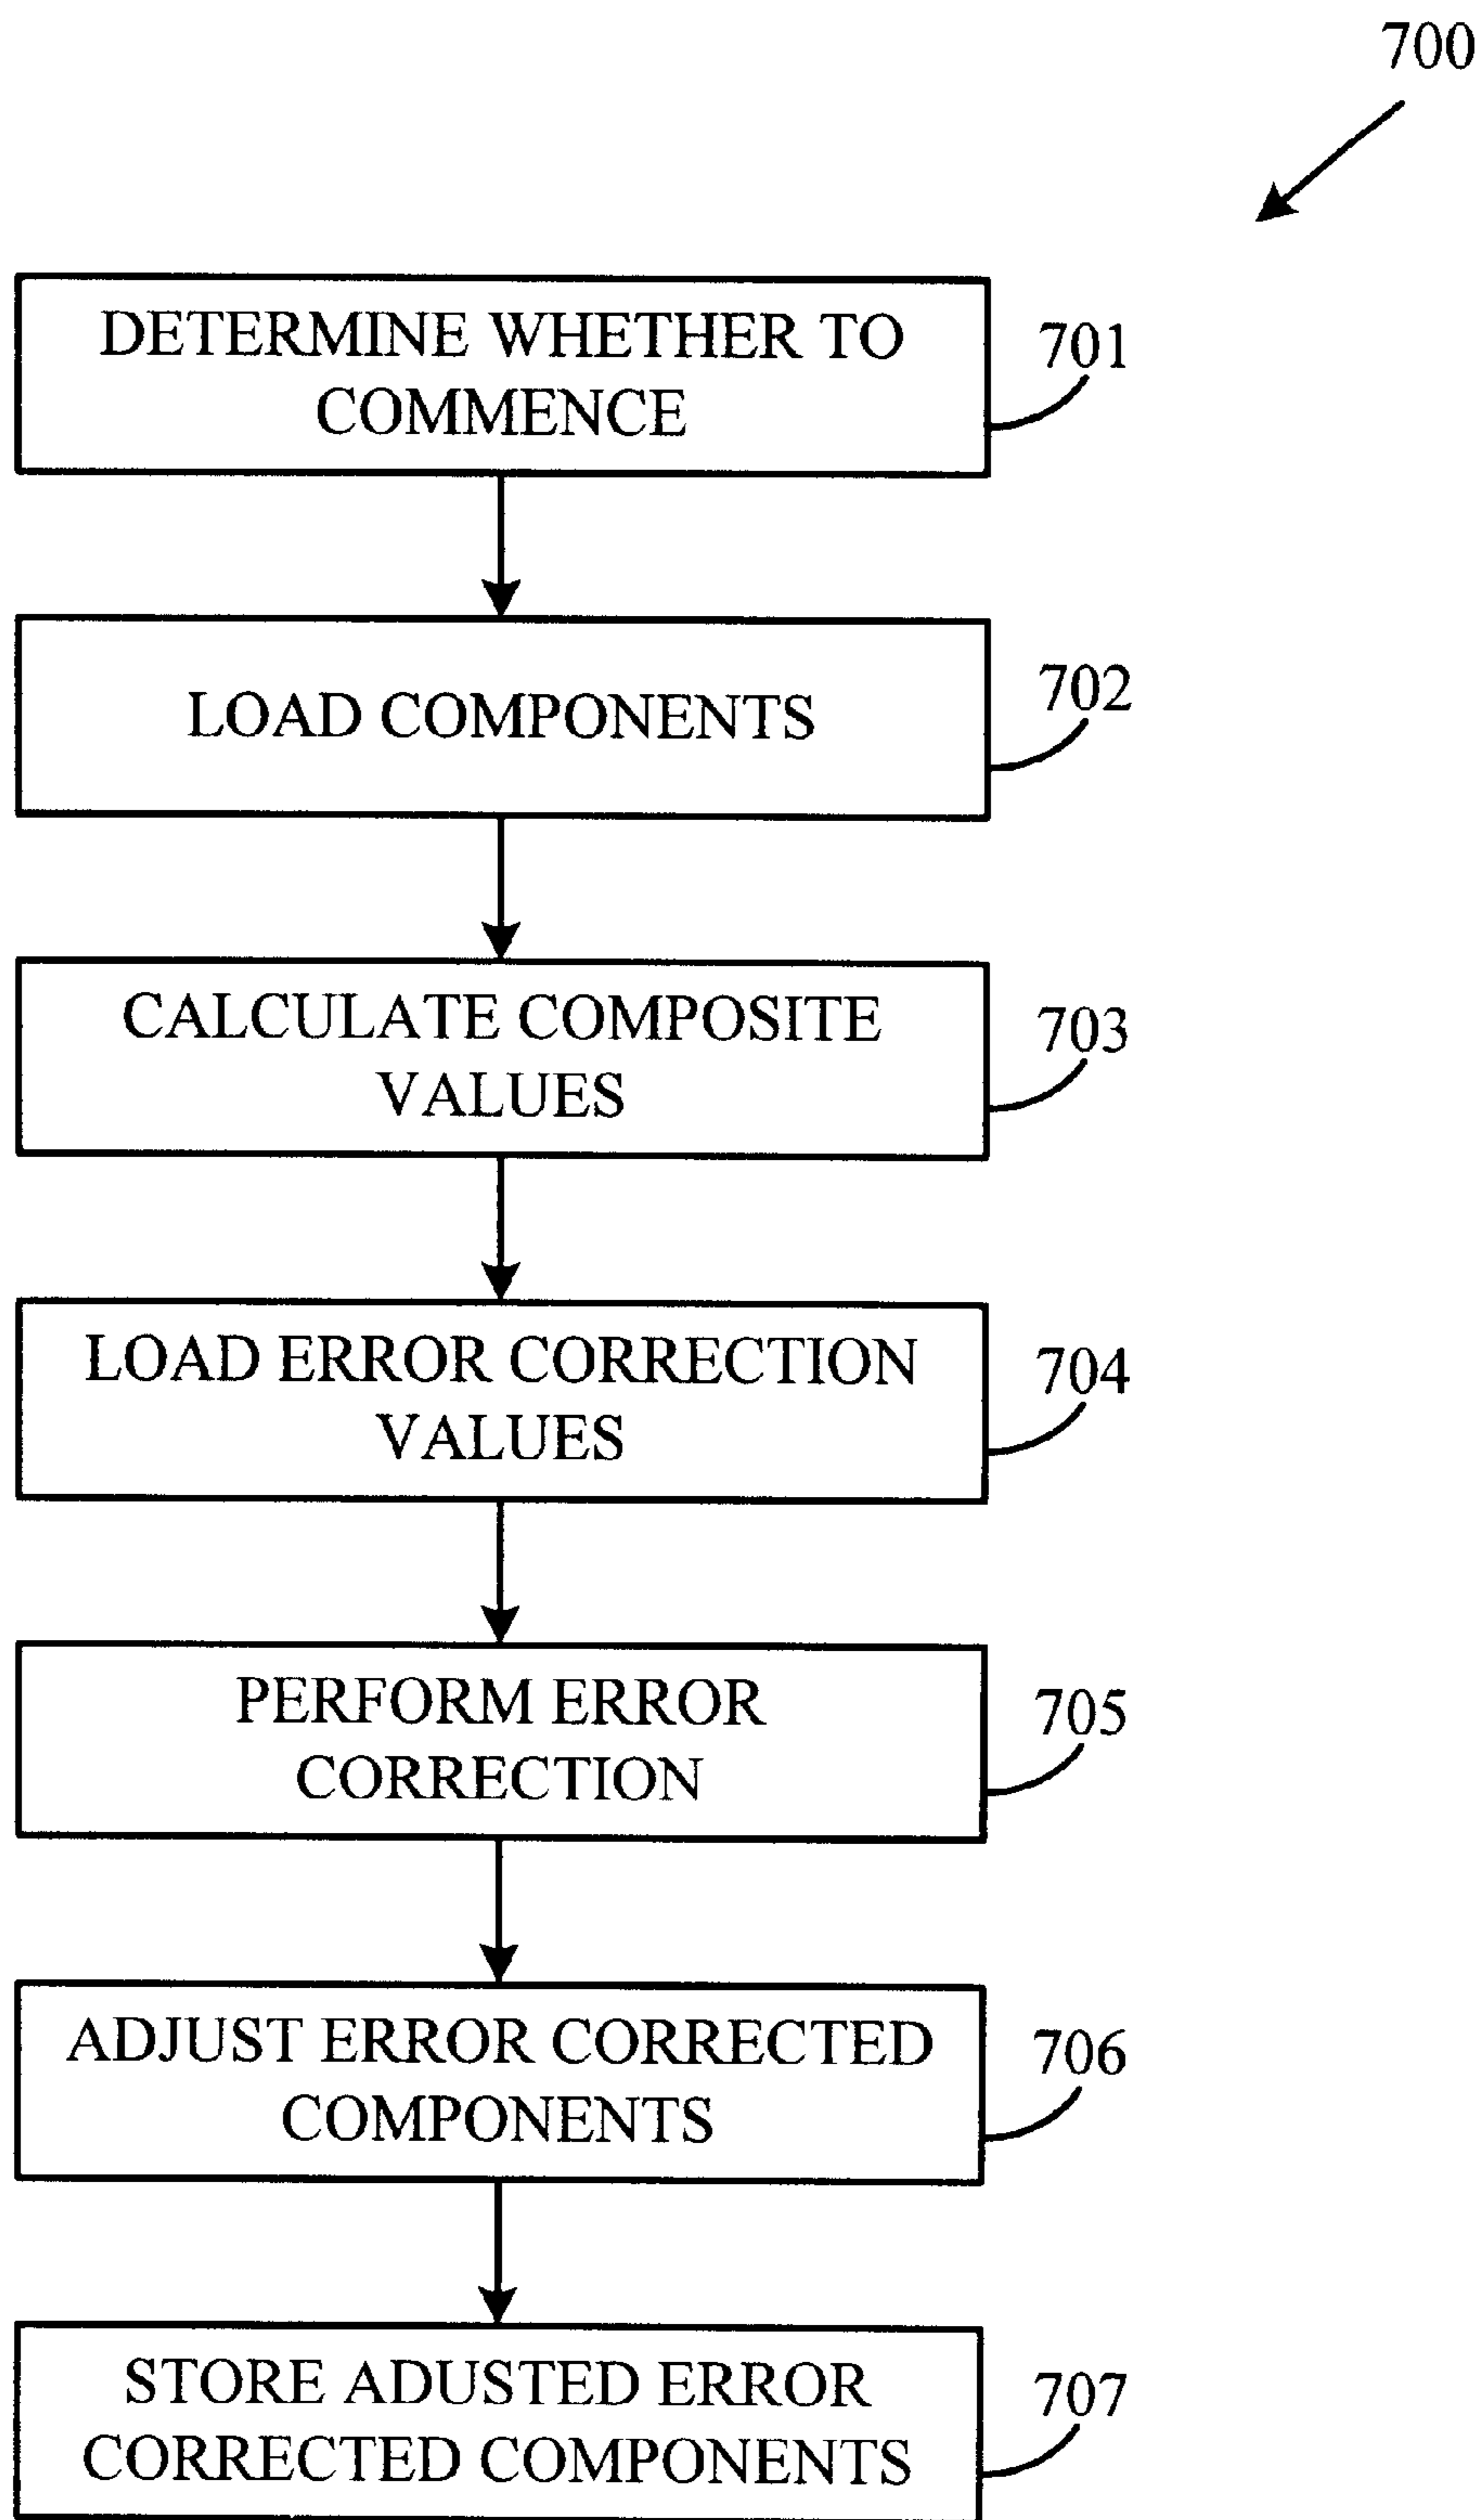 700
DETERMINE WHETHER TO
COMMENCE
701
LOAD COMPONENTS
702
CALCULATE COMPOSITE
VALUES
703
LOAD ERROR CORRECTION
VALUES
704
PERFORM ERROR
CORRECTION
705
ADJUST ERROR CORRECTED
COMPONENTS
706
STORE ADUSTED ERROR
CORRECTED COMPONENTS
707